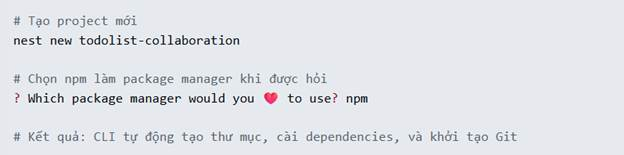 # Tạo project mới
nest new todolist-collaboration
# Chọn npm làm package manager khi được hỏi
? Which package manager would you 💔 to use? npm
# Kết quả: CLI tự động tạo thư mục, cài dependencies, và khởi tạo Git